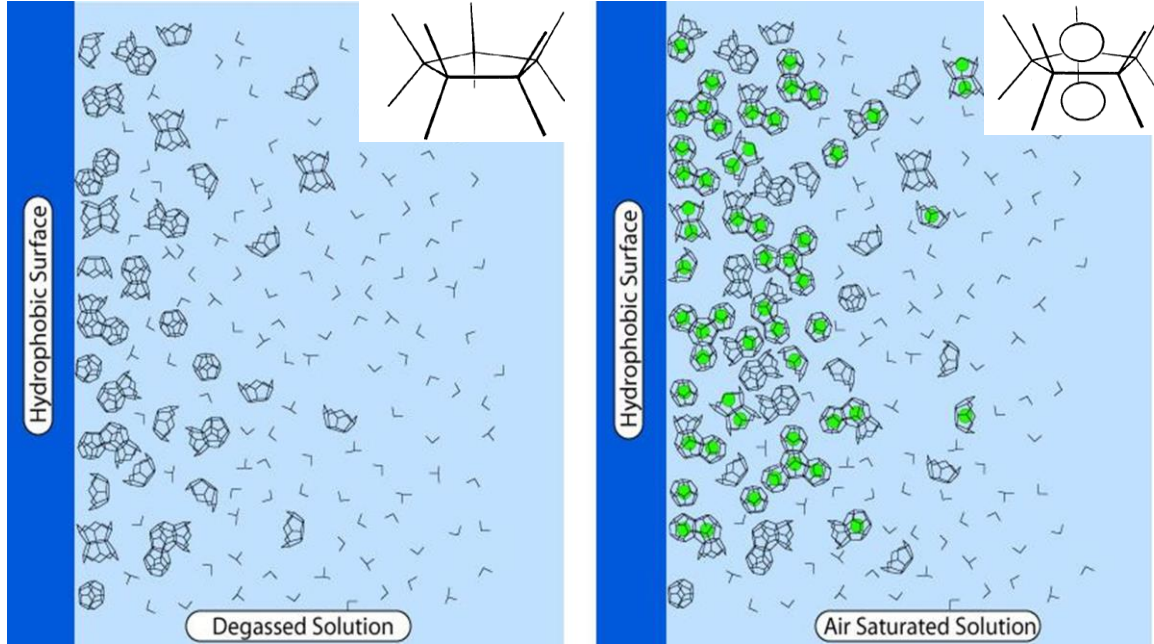 Hydrophobic Surface
Degassed Solution
Hydrophobic Surface
Air Saturated Solution